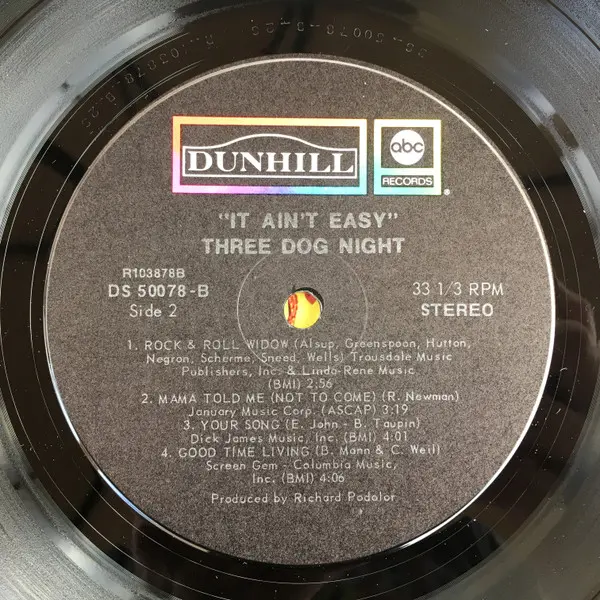 DUNHILL
abc
RECORDS
®
"IT AIN'T EASY"
THREE DOG NIGHT
R103878B
DS 50078-B
Side 2
33 1/3 RPM
STEREO
1. ROCK & ROLL WIDOW (Alsup, Greenspoon, Hutton,
Negron, Scherme, Sneed, Wells) Trousdale Music
Publishers, Inc & Linda-Rene Music
(BMI) 2:56
2. MAMA TOLD ME (NOT TO COME) (R. Newman)
January Music Corp. (ASCAP) 3:19
3. YOUR SONG (E. John - B. Taupin)
Dick James Music, Inc. (BMI) 4:01
4. GOOD TIME LIVING (B. Mann & C. Weil)
Screen Gem - Columbia Music,
Inc. (BMI) 4:06
Produced by Richard Podolor